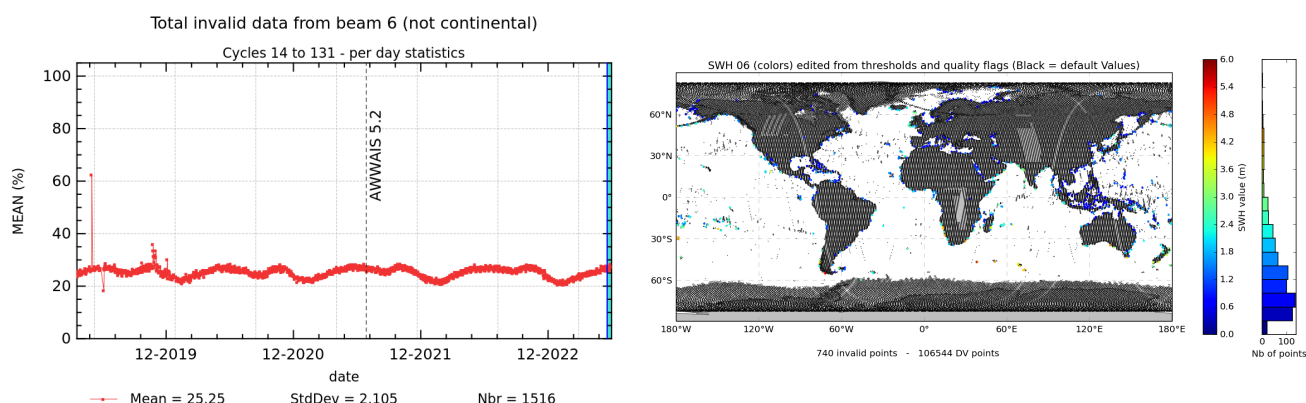 Total invalid data from beam 6 (not continental)
Cycles 14 to 131 - per day statistics
100
80
60
40
20
0
MEAN (%)
AWWAIS 5.2
12-2019
12-2020
12-2021
12-2022
date
Mean = 25.25
StdDev = 2.105
Nbr = 1516
SWH 06 (colors) edited from thresholds and quality flags (Black = default Values)
60°N
30°N
0°
30°S
60°S
180°W
120°W
60°W
0°
60°E
120°E
180°E
740 invalid points - 106544 DV points
6.0
5.4
4.8
4.2
3.6
3.0
2.4
1.8
1.2
0.6
0.0
SWH value (m)
0
100
Nb of points